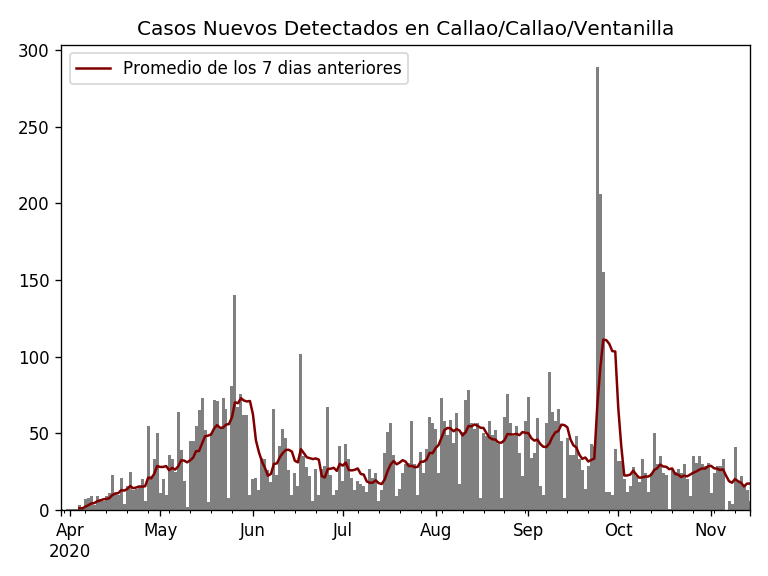 Casos Nuevos Detectados en Callao/Callao/Ventanilla
Promedio de los 7 dias anteriores
300
250
200
150
100
50
0
Apr May Jun Jul Aug Sep Oct Nov
2020